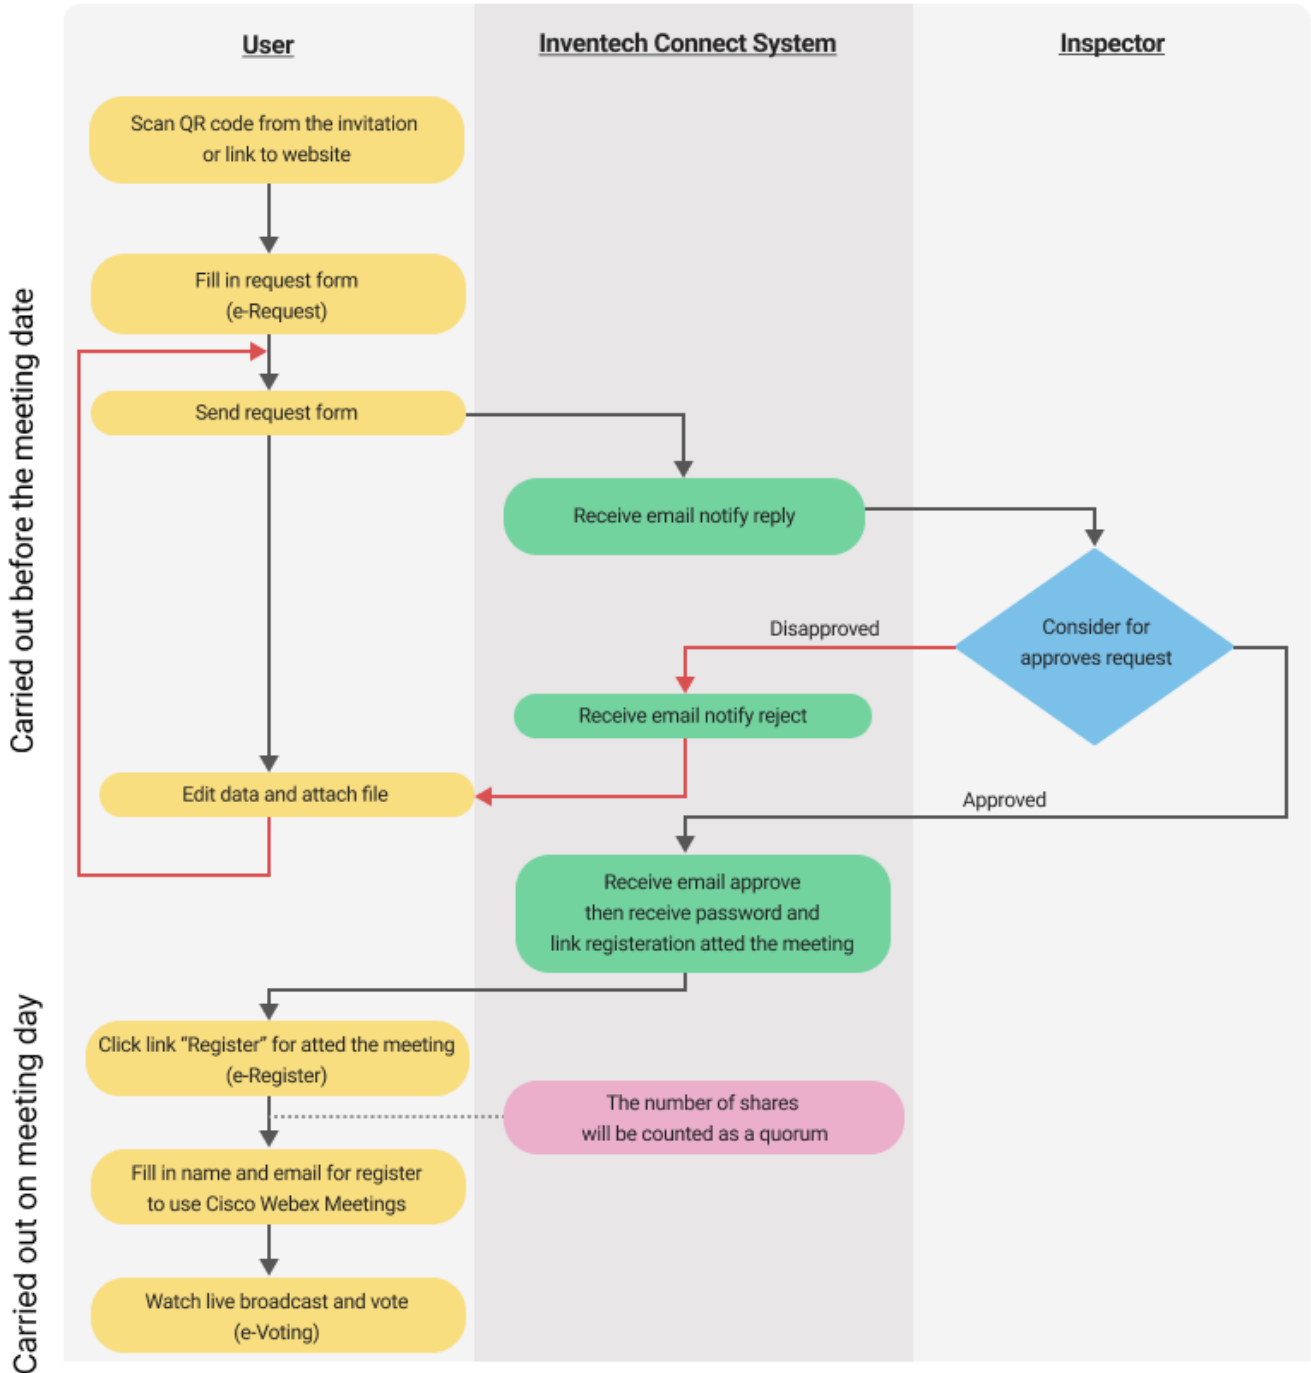 User
Inventech Connect System
Inspector
Scan QR code from the invitation
or link to website
Fill in request form
(e-Request)
Send request form
Receive email notify reply
Consider for
approves request
Disapproved
Receive email notify reject
Edit data and attach file
Approved
Receive email approve
then receive password and
link registeration atted the meeting
Carried out before the meeting date
Click link “Register” for atted the meeting
(e-Register)
The number of shares
will be counted as a quorum
Fill in name and email for register
to use Cisco Webex Meetings
Watch live broadcast and vote
(e-Voting)
Carried out on meeting day